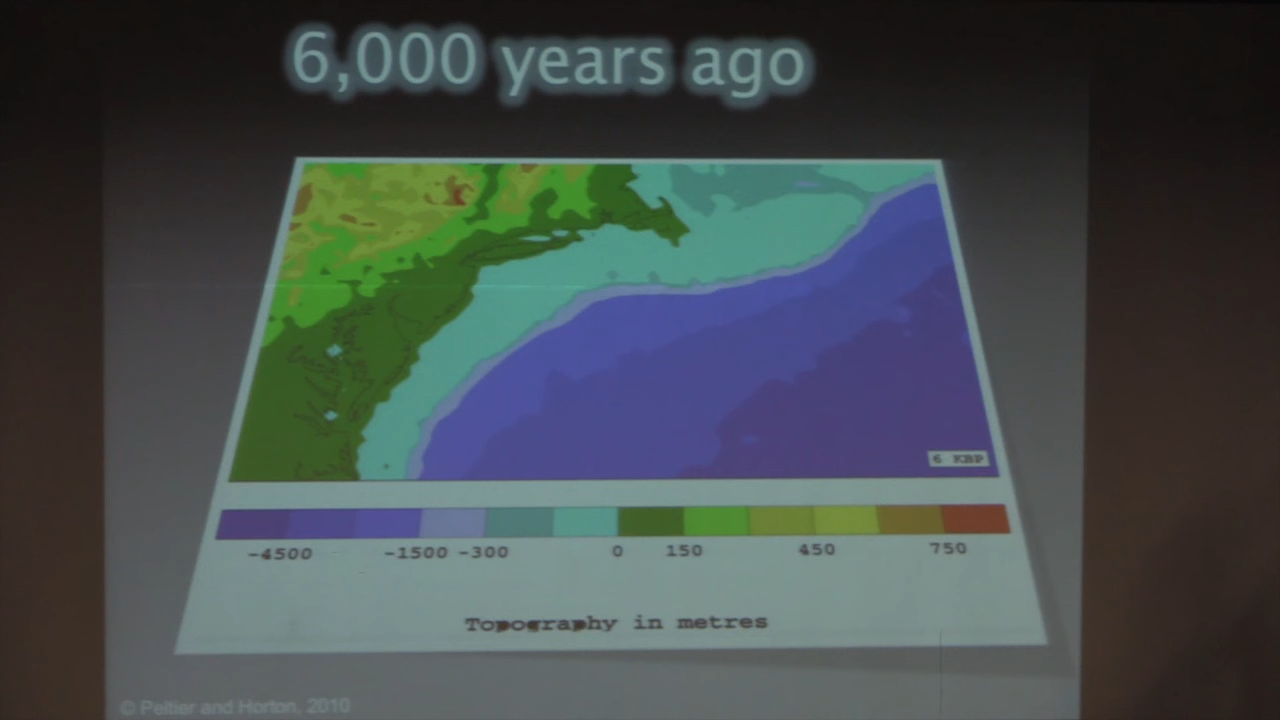 6,000 years ago
6 KBP
-4500 -1500 -300 0 150 450 750
Topography in metres
© Peltier and Horton, 2010